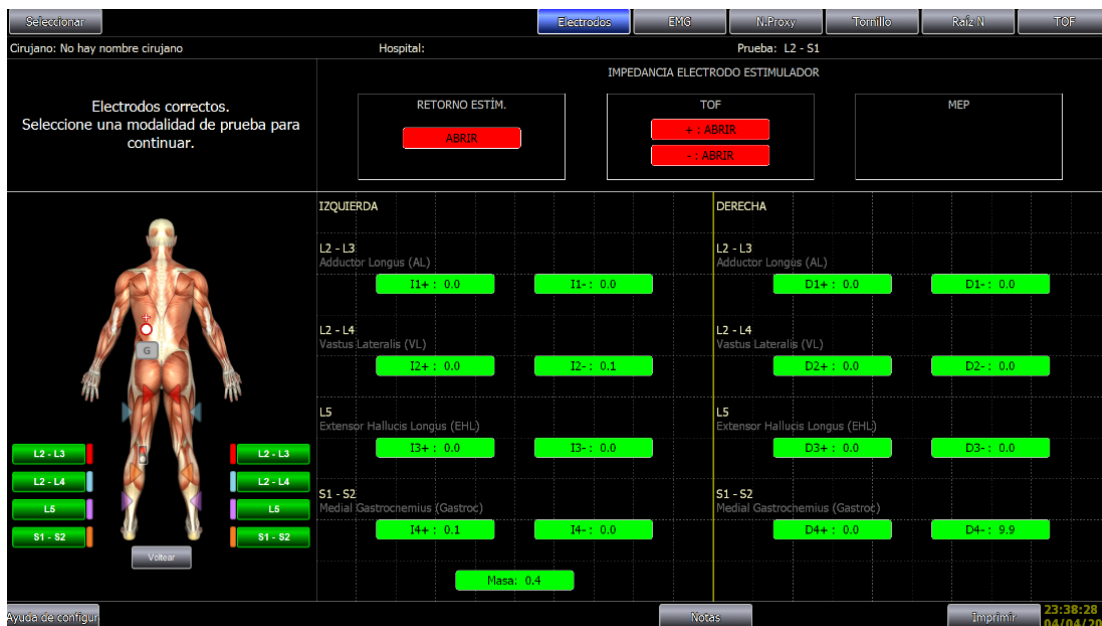 Seleccionar Electrodos EMG N.Proxy Tornillo Raíz N TOF
Cirujano: No hay nombre cirujano Hospital: Prueba: L2 - S1
IMPEDANCIA ELECTRODO ESTIMULADOR
Electrodos correctos.
Seleccione una modalidad de prueba para
continuar.
RETORNO ESTÍM. TOF MEP
ABRIR + : ABRIR
- : ABRIR
IZQUIERDA DERECHA
L2 - L3 L2 - L3
Adductor Longus (AL) Adductor Longus (AL)
I1+ : 0.0 I1- : 0.0 D1+ : 0.0 D1- : 0.0
L2 - L4 L2 - L4
Vastus Lateralis (VL) Vastus Lateralis (VL)
I2+ : 0.0 I2- : 0.1 D2+ : 0.0 D2- : 0.0
L5 L5
Extensor Hallucis Longus (EHL) Extensor Hallucis Longus (EHL)
I3+ : 0.0 I3- : 0.0 D3+ : 0.0 D3- : 0.0
S1 - S2 S1 - S2
Medial Gastrocnemius (Gastroc) Medial Gastrochemius (Gastroc)
I4+ : 0.1 I4- : 0.0 D4+ : 0.0 D4- : 9.9
Masa: 0.4
G
L2 - L3 L2 - L3
L2 - L4 L2 - L4
L5 L5
S1 - S2 S1 - S2
Voltear
Ayuda de configur Notas Imprimir 23:38:28
04/04/20